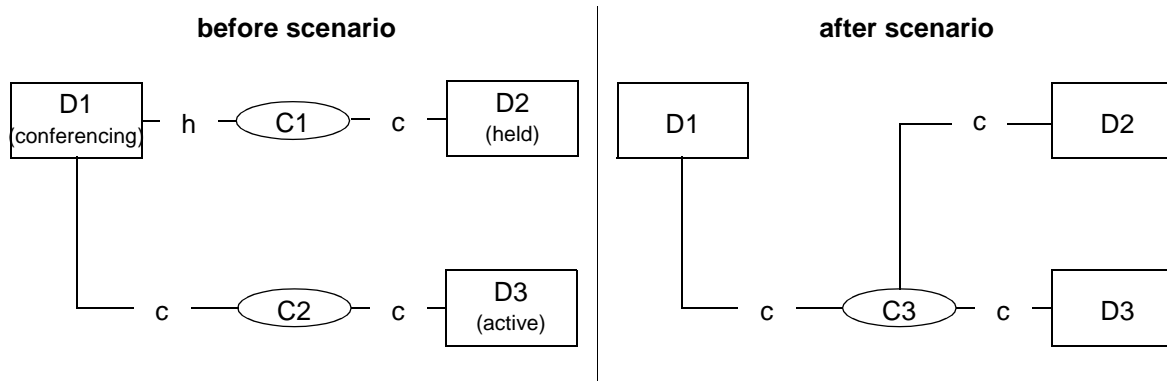 before scenario
D1
(conferencing)
h
C1
c
D2
(held)
c
C2
c
D3
(active)
after scenario
D1
c
D2
c
C3
c
D3